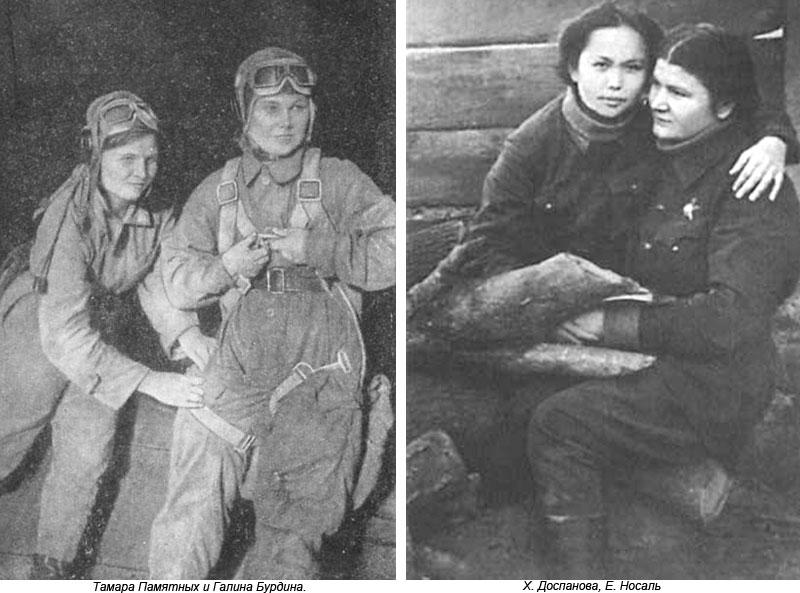 Тамара Памятных и Галина Бурдина.
Х. Доспанова, Е. Носаль